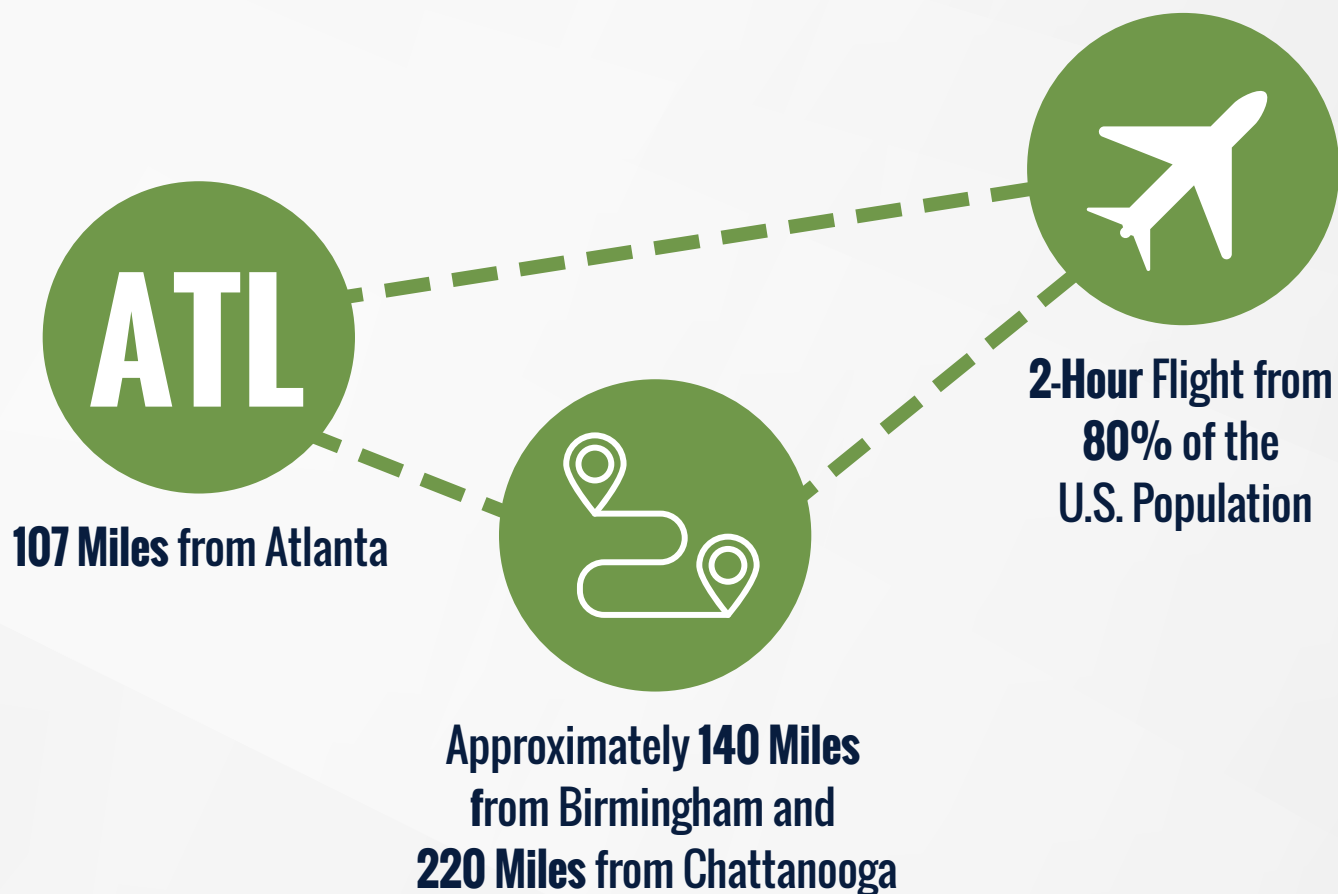 ATL
107 Miles from Atlanta
Approximately 140 Miles
from Birmingham and
220 Miles from Chattanooga
2-Hour Flight from
80% of the
U.S. Population